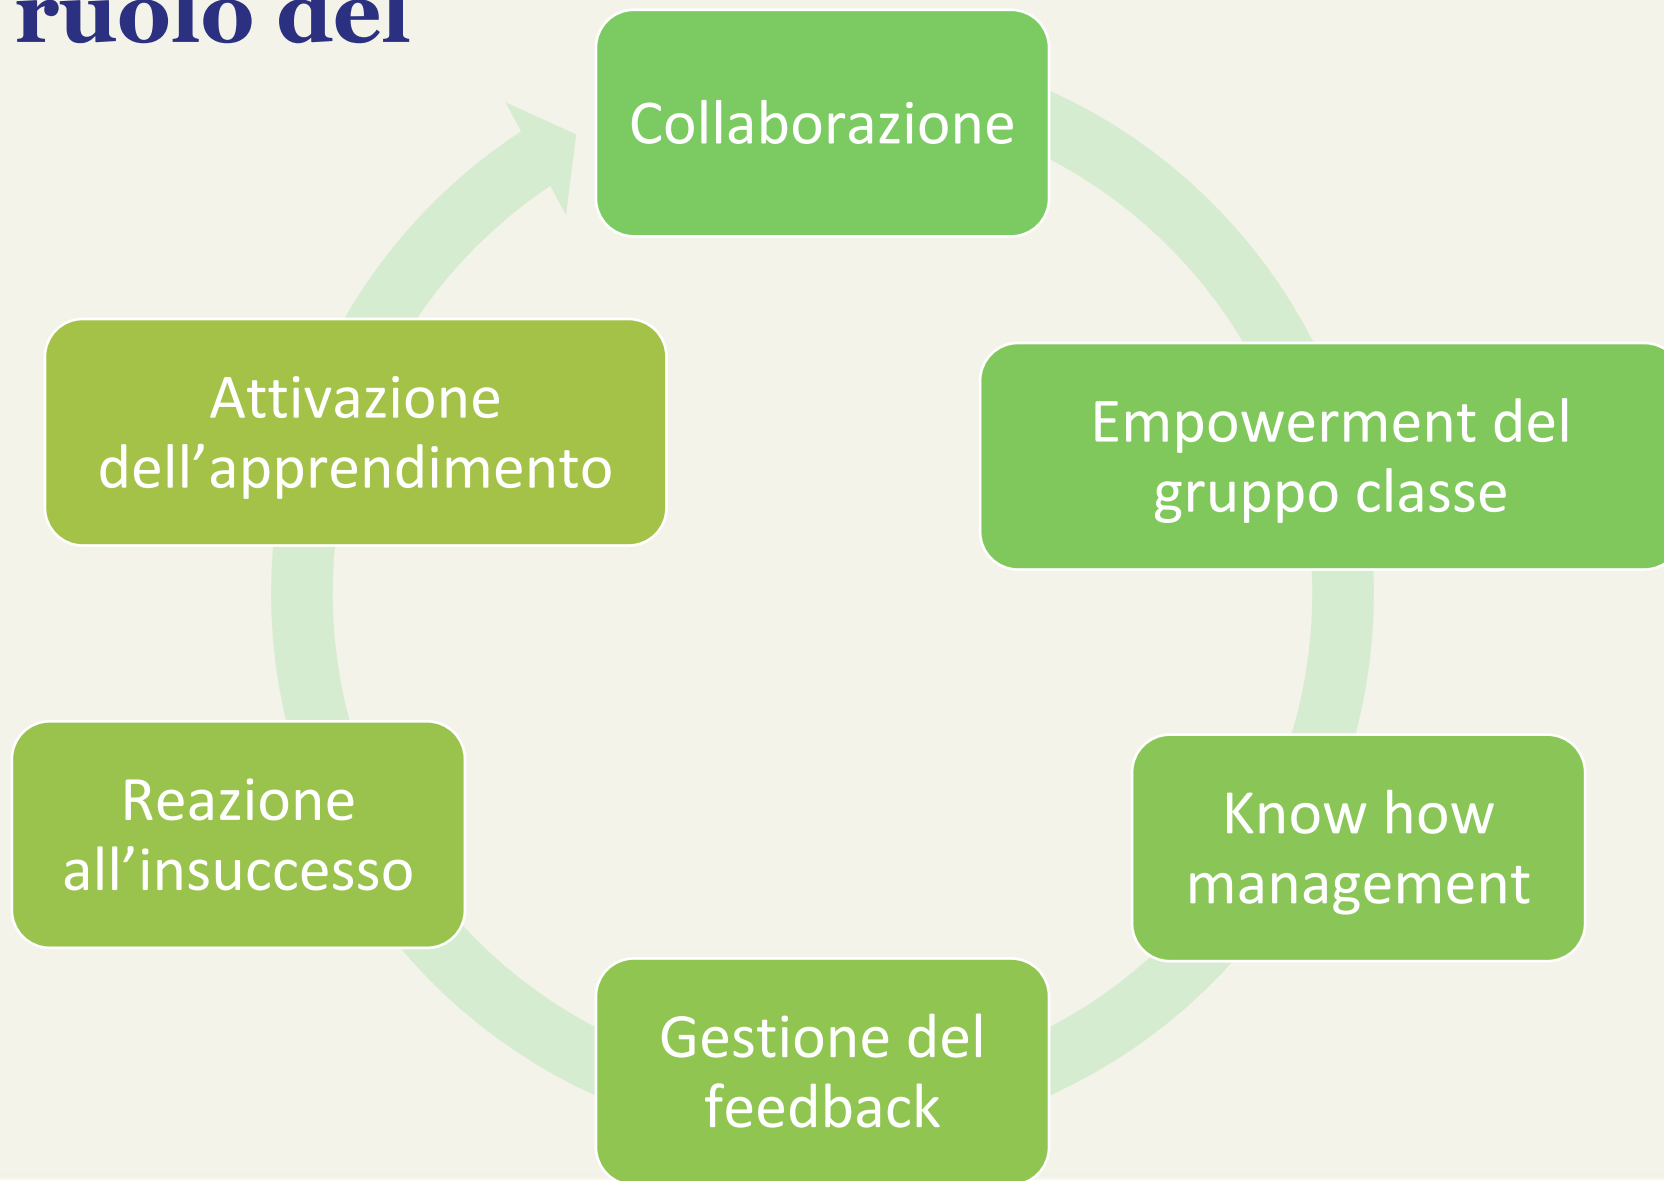 ruolo del
Collaborazione
Empowerment del
gruppo classe
Know how
management
Gestione del
feedback
Reazione
all’insuccesso
Attivazione
dell’apprendimento